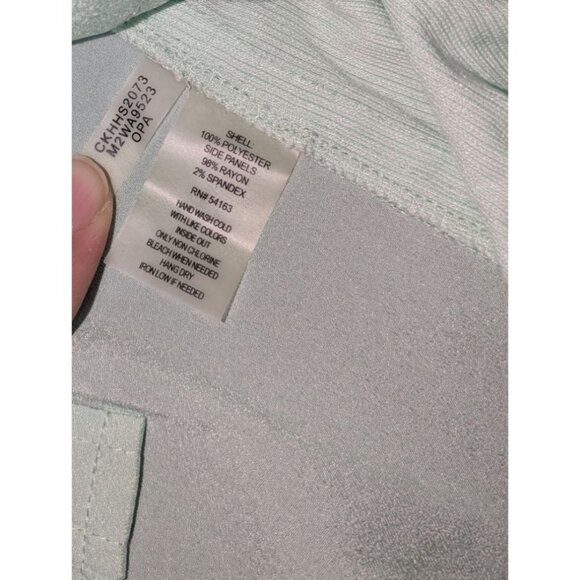 CKHHS2073
M2WA9523
OPA
SHELL:
100% POLYESTER
SIDE PANELS
98% RAYON
2% SPANDEX
RN# 54163
HAND WASH COLD
WITH LIKE COLORS
INSIDE OUT
ONLY NON CHLORINE
BLEACH WHEN NEEDED
HANG DRY
IRON LOW IF NEEDED